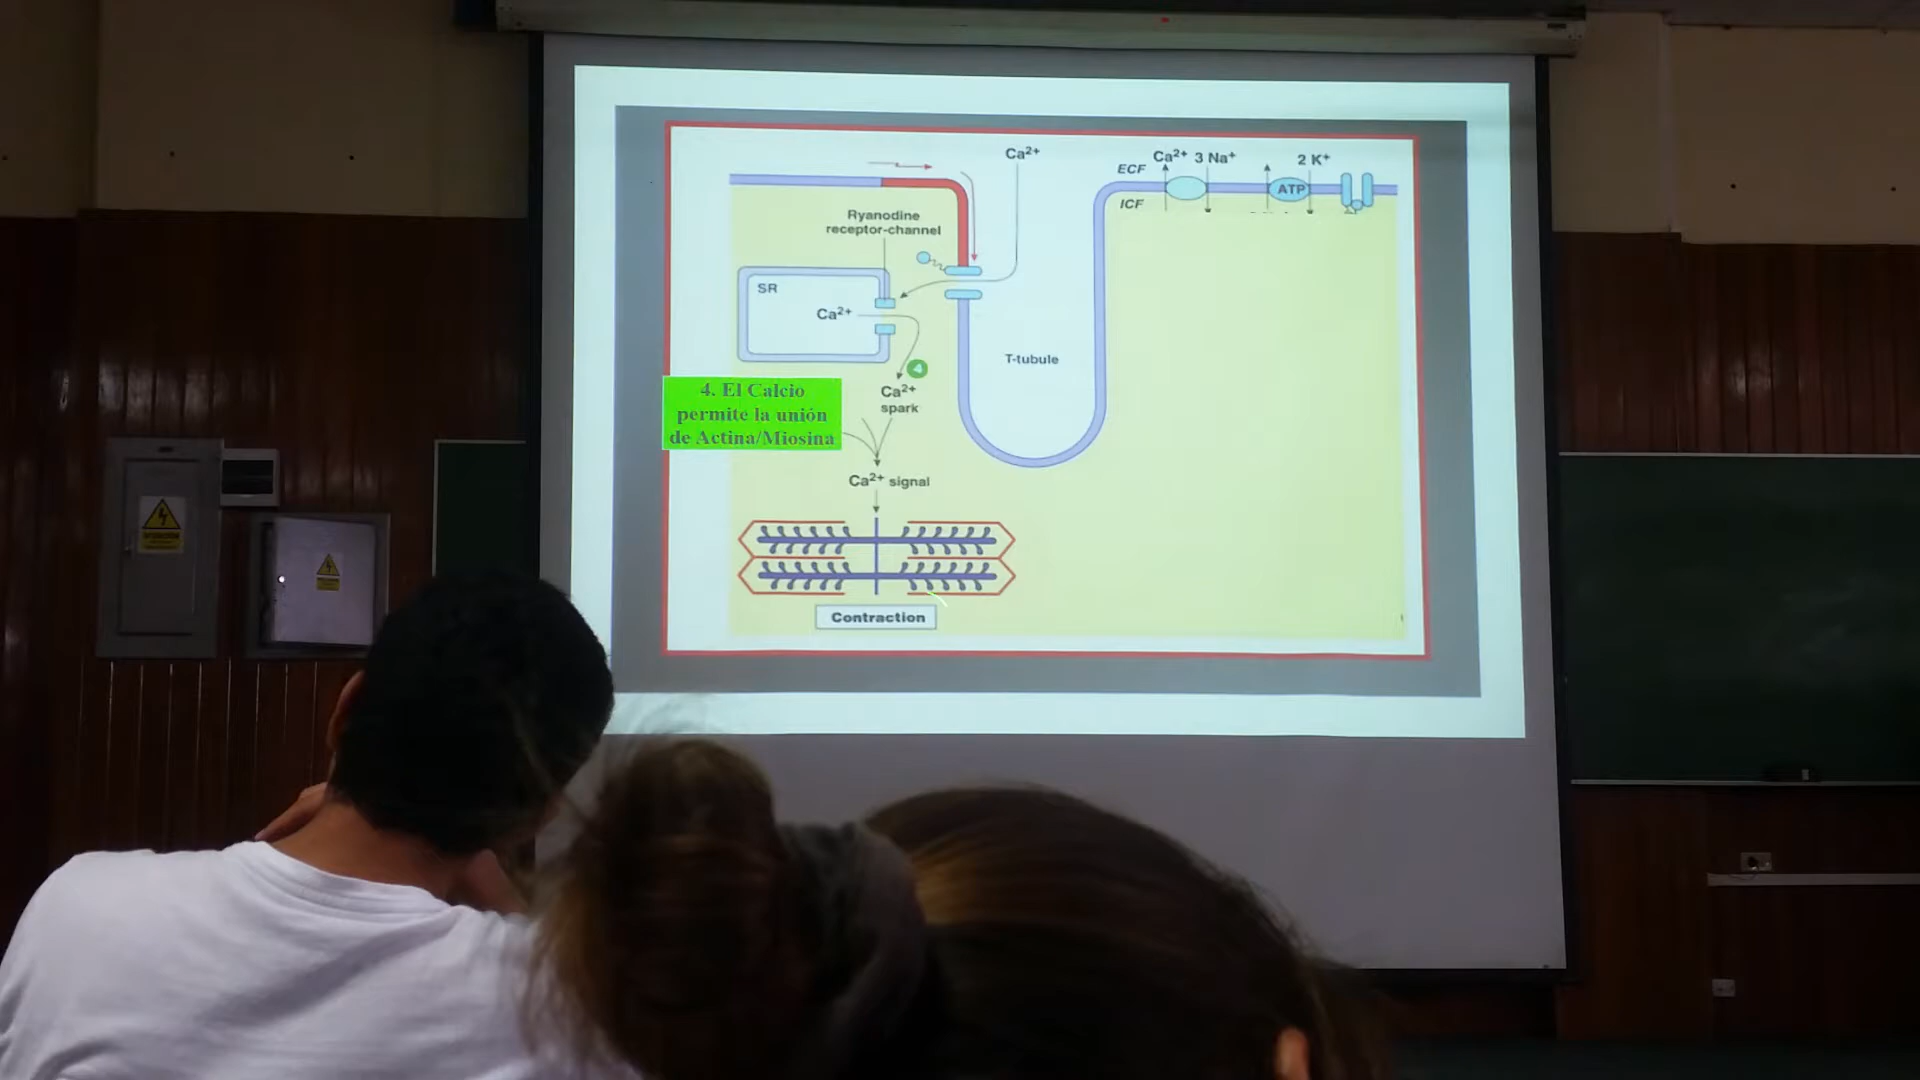 Ca²⁺
Ca²⁺ 3 Na⁺
2 K⁺
ECF
ATP
ICF
Ryanodine
receptor-channel
SR
Ca²⁺
T-tubule
4
4. El Calcio
permite la unión
de Actina/Miosina
Ca²⁺
spark
Ca²⁺ signal
Contraction